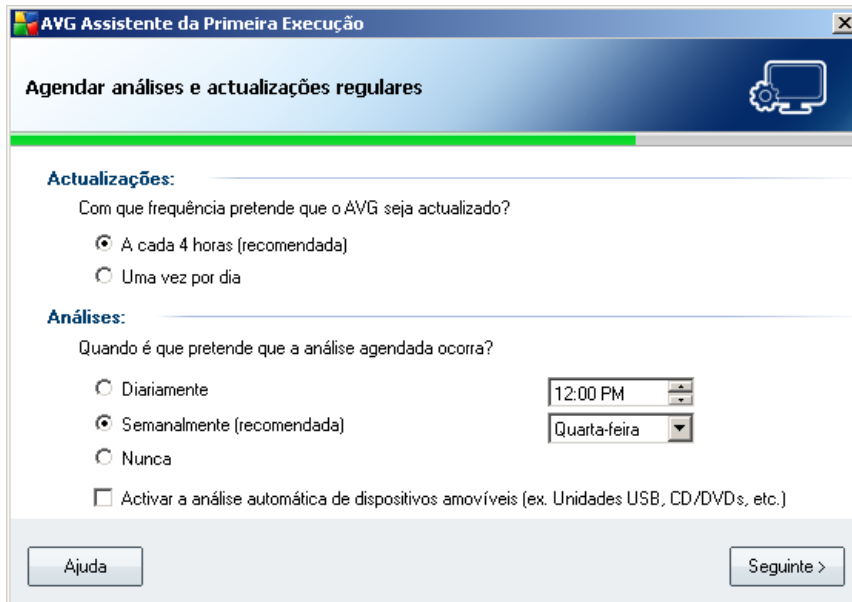 AVG Assistente da Primeira Execução
Agendar análises e actualizações regulares
Actualizações:
Com que frequência pretende que o AVG seja actualizado?
A cada 4 horas (recomendada)
Uma vez por dia
Análises:
Quando é que pretende que a análise agendada ocorra?
Diariamente
12:00 PM
Semanalmente (recomendada)
Quarta-feira
Nunca
Activar a análise automática de dispositivos amovíveis (ex. Unidades USB, CD/DVDs, etc.)
Ajuda
Seguinte >